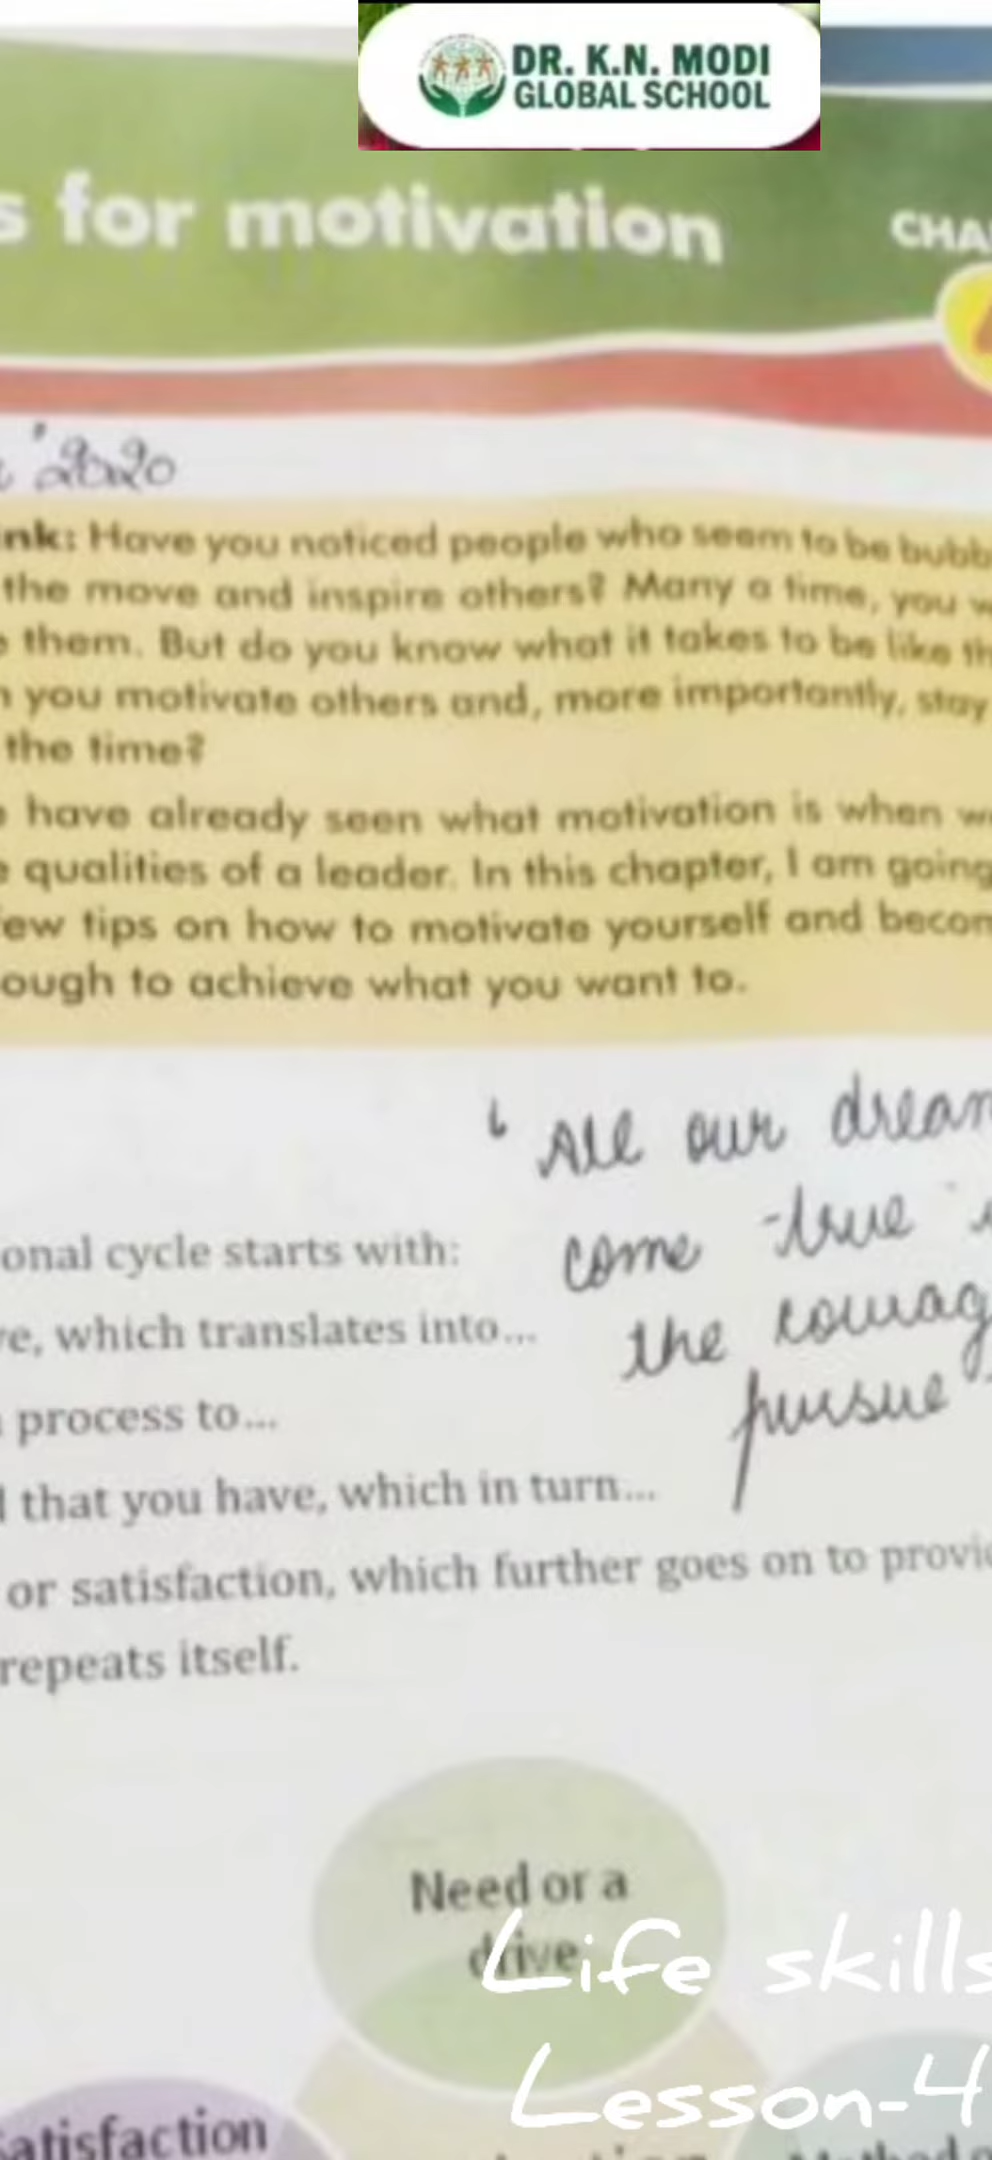 DR. K.N. MODI
GLOBAL SCHOOL
s for motivation
CHA
'2020
ink: Have you noticed people who seem to be bubb
the move and inspire others? Many a time, you w
e them. But do you know what it takes to be like th
n you motivate others and, more importantly, stay
the time?
e have already seen what motivation is when w
e qualities of a leader. In this chapter, I am going
few tips on how to motivate yourself and becom
ough to achieve what you want to.
' All our dream
come true i
the courag
pursue
onal cycle starts with:
ve, which translates into...
process to...
that you have, which in turn...
or satisfaction, which further goes on to provi
repeats itself.
Need or a
drive
Life skills
Lesson-4
atisfaction